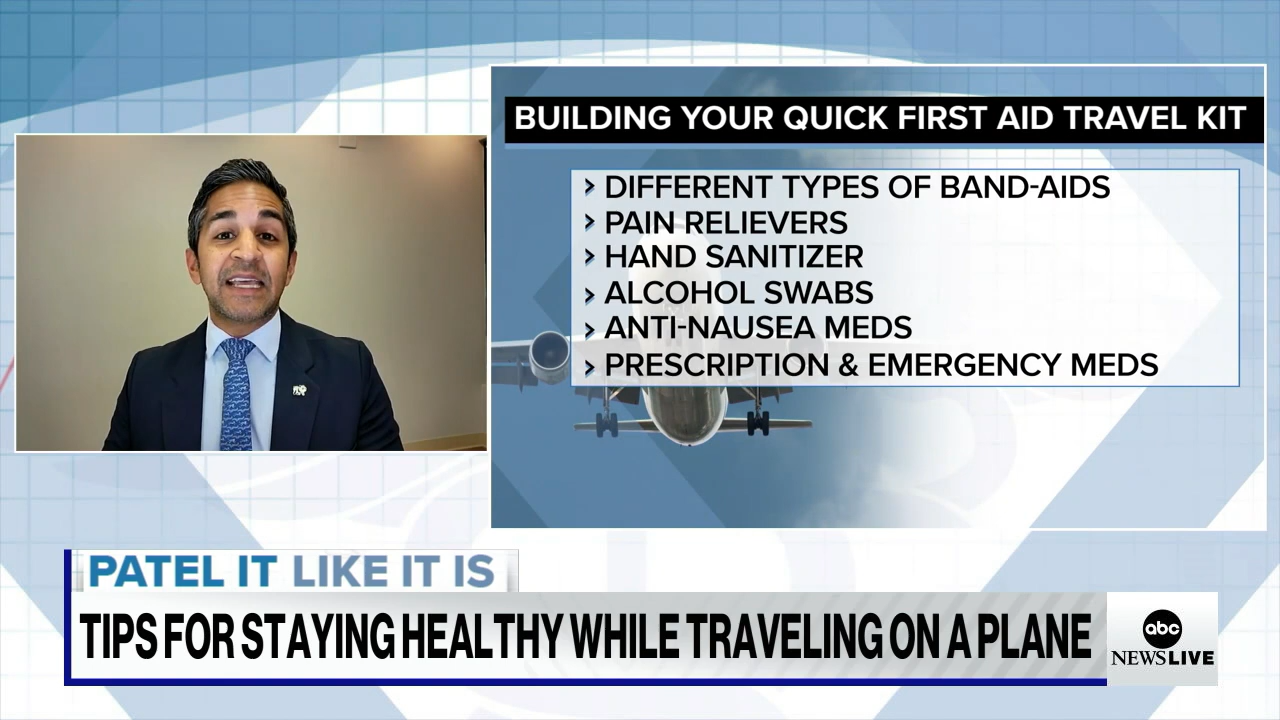 BUILDING YOUR QUICK FIRST AID TRAVEL KIT
> DIFFERENT TYPES OF BAND-AIDS
> PAIN RELIEVERS
> HAND SANITIZER
> ALCOHOL SWABS
> ANTI-NAUSEA MEDS
> PRESCRIPTION & EMERGENCY MEDS
PATEL IT LIKE IT IS
TIPS FOR STAYING HEALTHY WHILE TRAVELING ON A PLANE
abc
NEWS LIVE